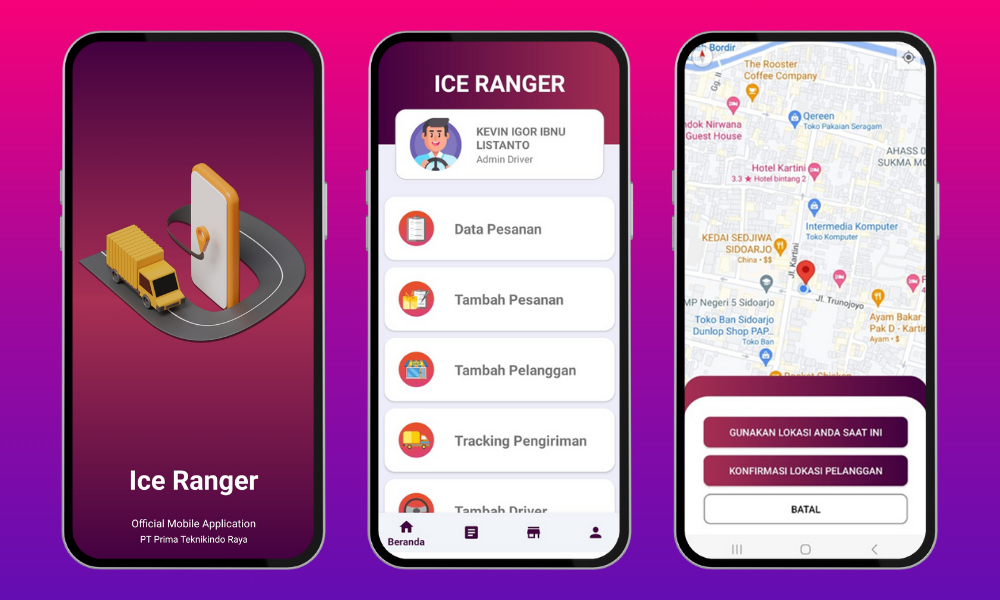 Ice Ranger
Official Mobile Application
PT Prima Teknikindo Raya
ICE RANGER
KEVIN IGOR IBNU
LISTANTO
Admin Driver
Data Pesanan
Tambah Pesanan
Tambah Pelanggan
Tracking Pengiriman
Tambah Driver
Beranda
Bordir
Gg. II
The Rooster
Coffee Company
ndok Nirwana
Guest House
Qereen
Toko Pakaian Seragam
AHASS 0
SUKMA MO
Hotel Kartini
3.3 ★ Hotel bintang 2
Intermedia Komputer
Toko Komputer
KEDAI SEDJIWA
SIDOARJO
China • $$
Jl. Kartini
Jl. Trunojoyo
MP Negeri 5 Sidoarjo
Toko Ban Sidoarjo
Dunlop Shop PAP...
Toko Ban
Ayam Bakar
Pak D - Kartin
Ayam • $
GUNAKAN LOKASI ANDA SAAT INI
KONFIRMASI LOKASI PELANGGAN
BATAL